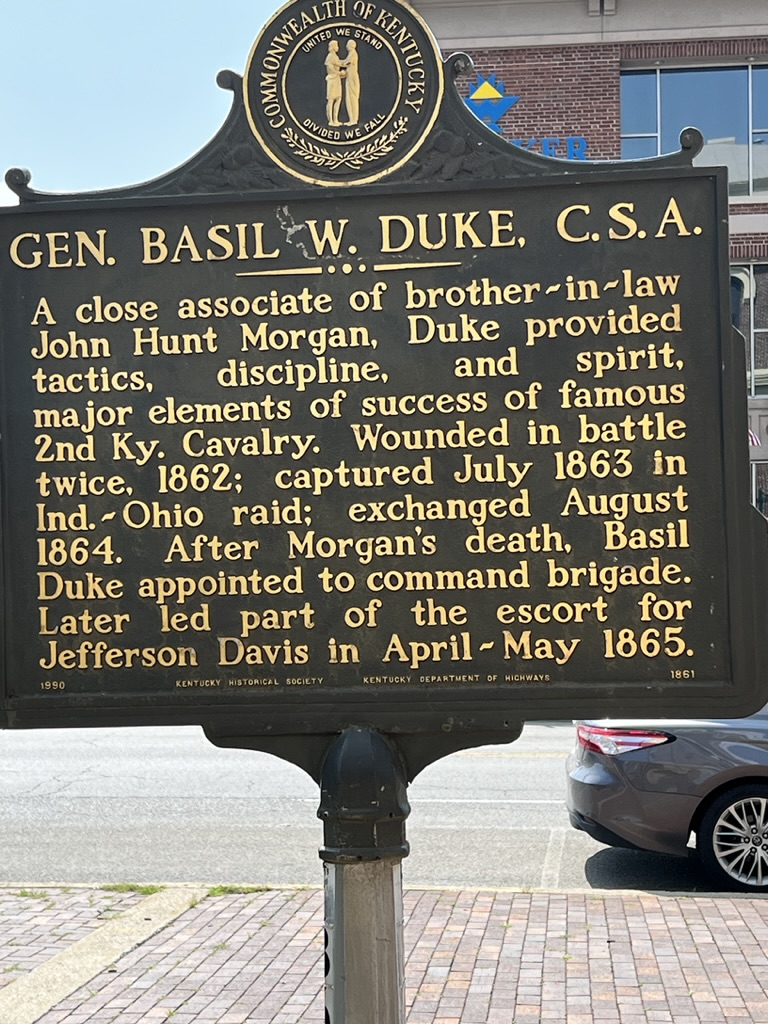 COMMONWEALTH OF KENTUCKY
UNITED WE STAND
DIVIDED WE FALL
GEN. BASIL W. DUKE, C.S.A.
A close associate of brother-in-law
John Hunt Morgan, Duke provided
tactics, discipline, and spirit,
major elements of success of famous
2nd Ky. Cavalry. Wounded in battle
twice, 1862; captured July 1863 in
Ind.-Ohio raid; exchanged August
1864. After Morgan's death, Basil
Duke appointed to command brigade.
Later led part of the escort for
Jefferson Davis in April-May 1865.
1990 KENTUCKY HISTORICAL SOCIETY KENTUCKY DEPARTMENT OF HIGHWAYS 1861